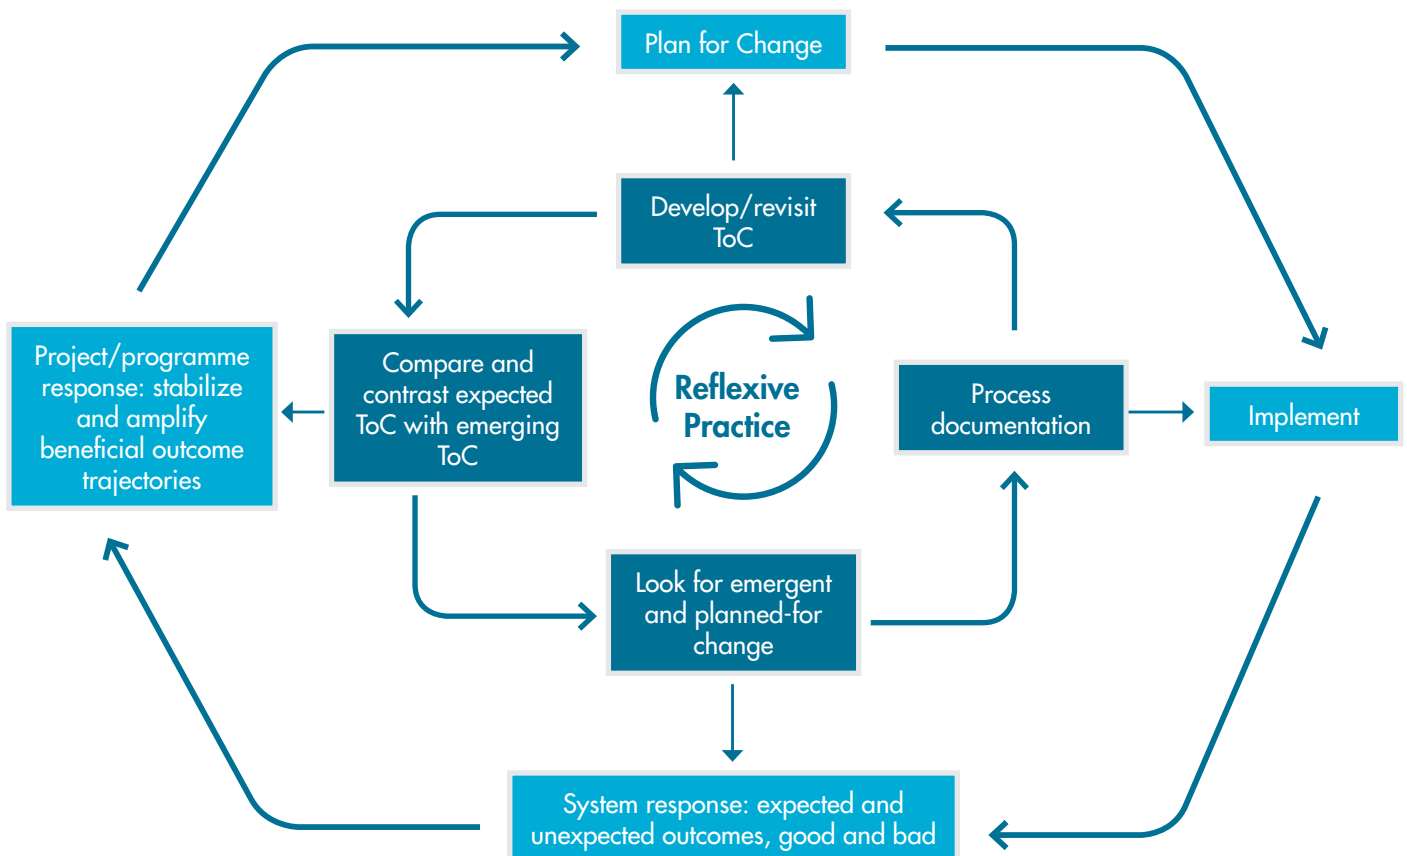 Plan for Change
Develop/revisit
ToC
Project/programme
response: stabilize
and amplify
beneficial outcome
trajectories
Compare and
contrast expected
ToC with emerging
ToC
Reflexive
Practice
Process
documentation
Implement
Look for emergent
and planned-for
change
System response: expected and
unexpected outcomes, good and bad